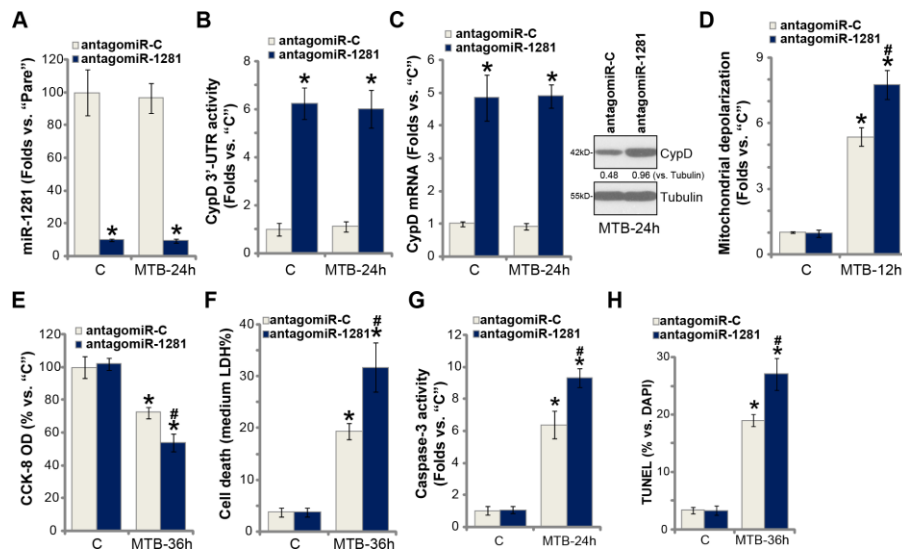 A
antagomiR-C
antagomiR-1281
miR-1281 (Folds vs. “Pare”)
120
100
80
60
40
20
0
*
*
C
MTB-24h
B
antagomiR-C
antagomiR-1281
CypD 3’-UTR activity
(Folds vs. “C”)
8
6
4
2
0
*
*
C
MTB-24h
C
antagomiR-C
antagomiR-1281
CypD mRNA (Folds vs. “C”)
6
5
4
3
2
1
0
*
*
C
MTB-24h
antagomiR-C
antagomiR-1281
42kD-
CypD
0.48
0.96
(vs. Tubulin)
55kD-
Tubulin
MTB-24h
D
antagomiR-C
antagomiR-1281
Mitochondrial depolarization
(Folds vs. “C”)
9
6
2
0
*
#
*
C
MTB-12h
E
antagomiR-C
antagomiR-1281
CCK-8 OD (% vs. “C”)
120
100
80
60
40
20
0
*
#
*
C
MTB-36h
F
antagomiR-C
antagomiR-1281
Cell death (medium LDH%)
40
30
20
10
0
*
#
*
C
MTB-36h
G
antagomiR-C
antagomiR-1281
Caspase-3 activity
(Folds vs. “C”)
12
10
8
6
4
2
0
*
#
*
C
MTB-24h
H
antagomiR-C
antagomiR-1281
TUNEL (% vs. DAPI)
30
20
10
0
*
#
*
C
MTB-36h